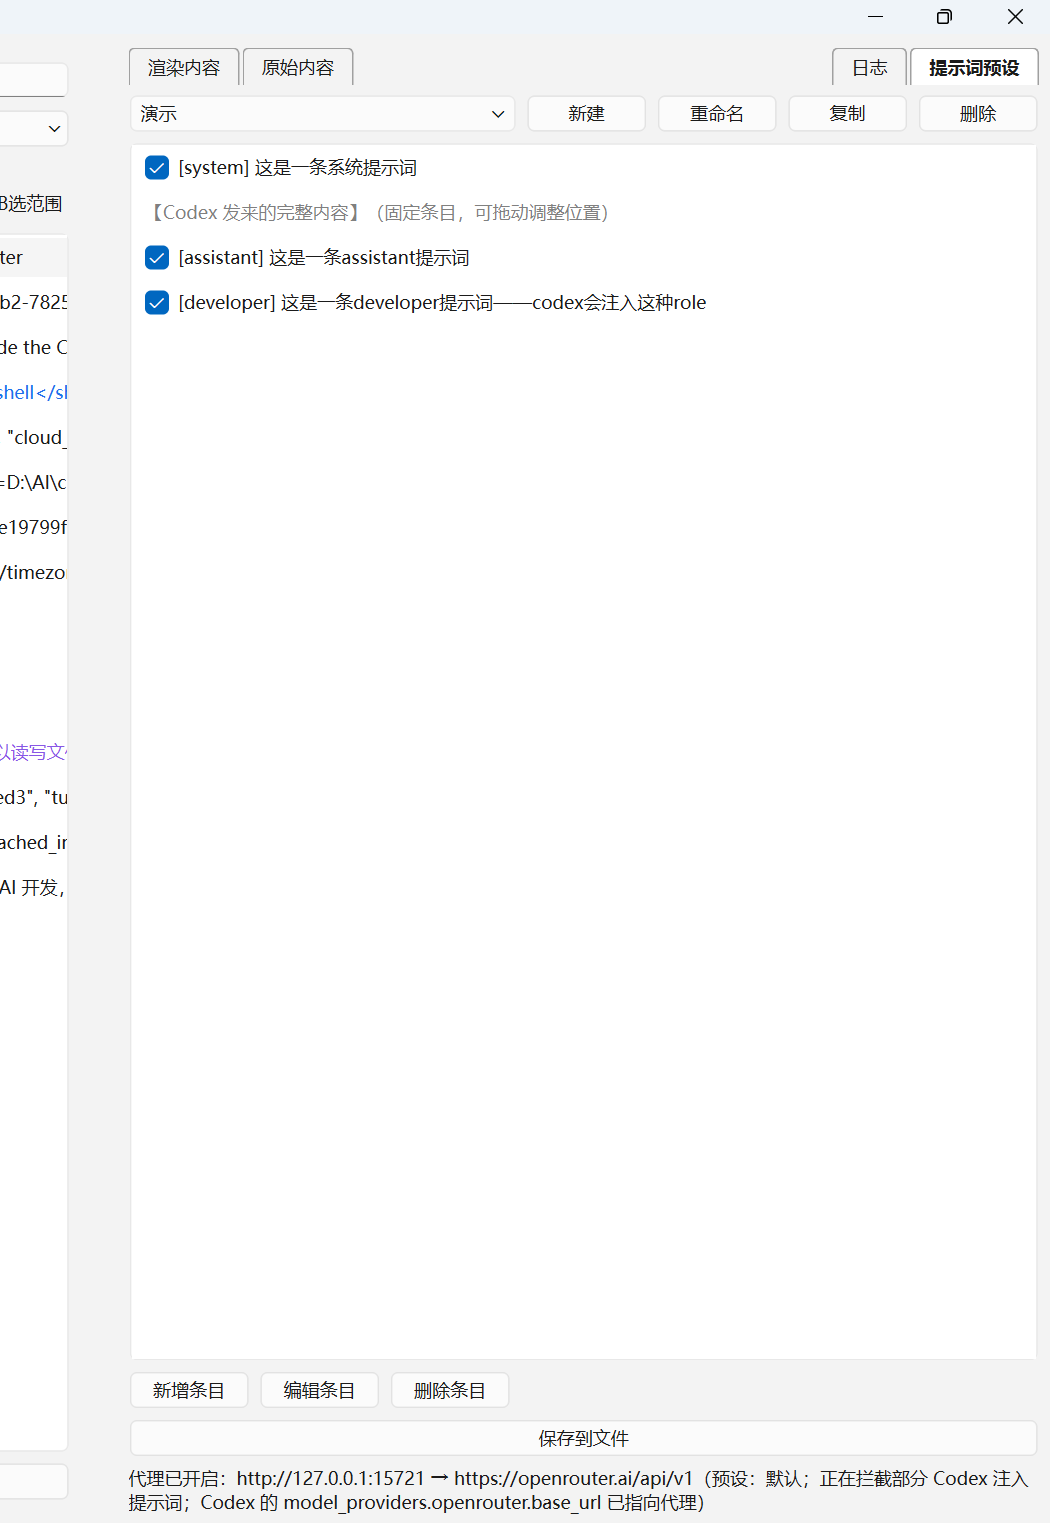 渲染内容 原始内容 日志 提示词预设
演示 新建 重命名 复制 删除
[system] 这是一条系统提示词
B选范围
【Codex 发来的完整内容】（固定条目，可拖动调整位置）
ter
[assistant] 这是一条assistant提示词
b2-7825
[developer] 这是一条developer提示词——codex会注入这种role
de the C
shell</sl
"cloud_
=D:\AI\c
e19799f
/timezo
以读写文
ed3", "tu
ached_ir
AI 开发，
新增条目 编辑条目 删除条目
保存到文件
代理已开启：http://127.0.0.1:15721 → https://openrouter.ai/api/v1（预设：默认；正在拦截部分 Codex 注入
提示词；Codex 的 model_providers.openrouter.base_url 已指向代理）